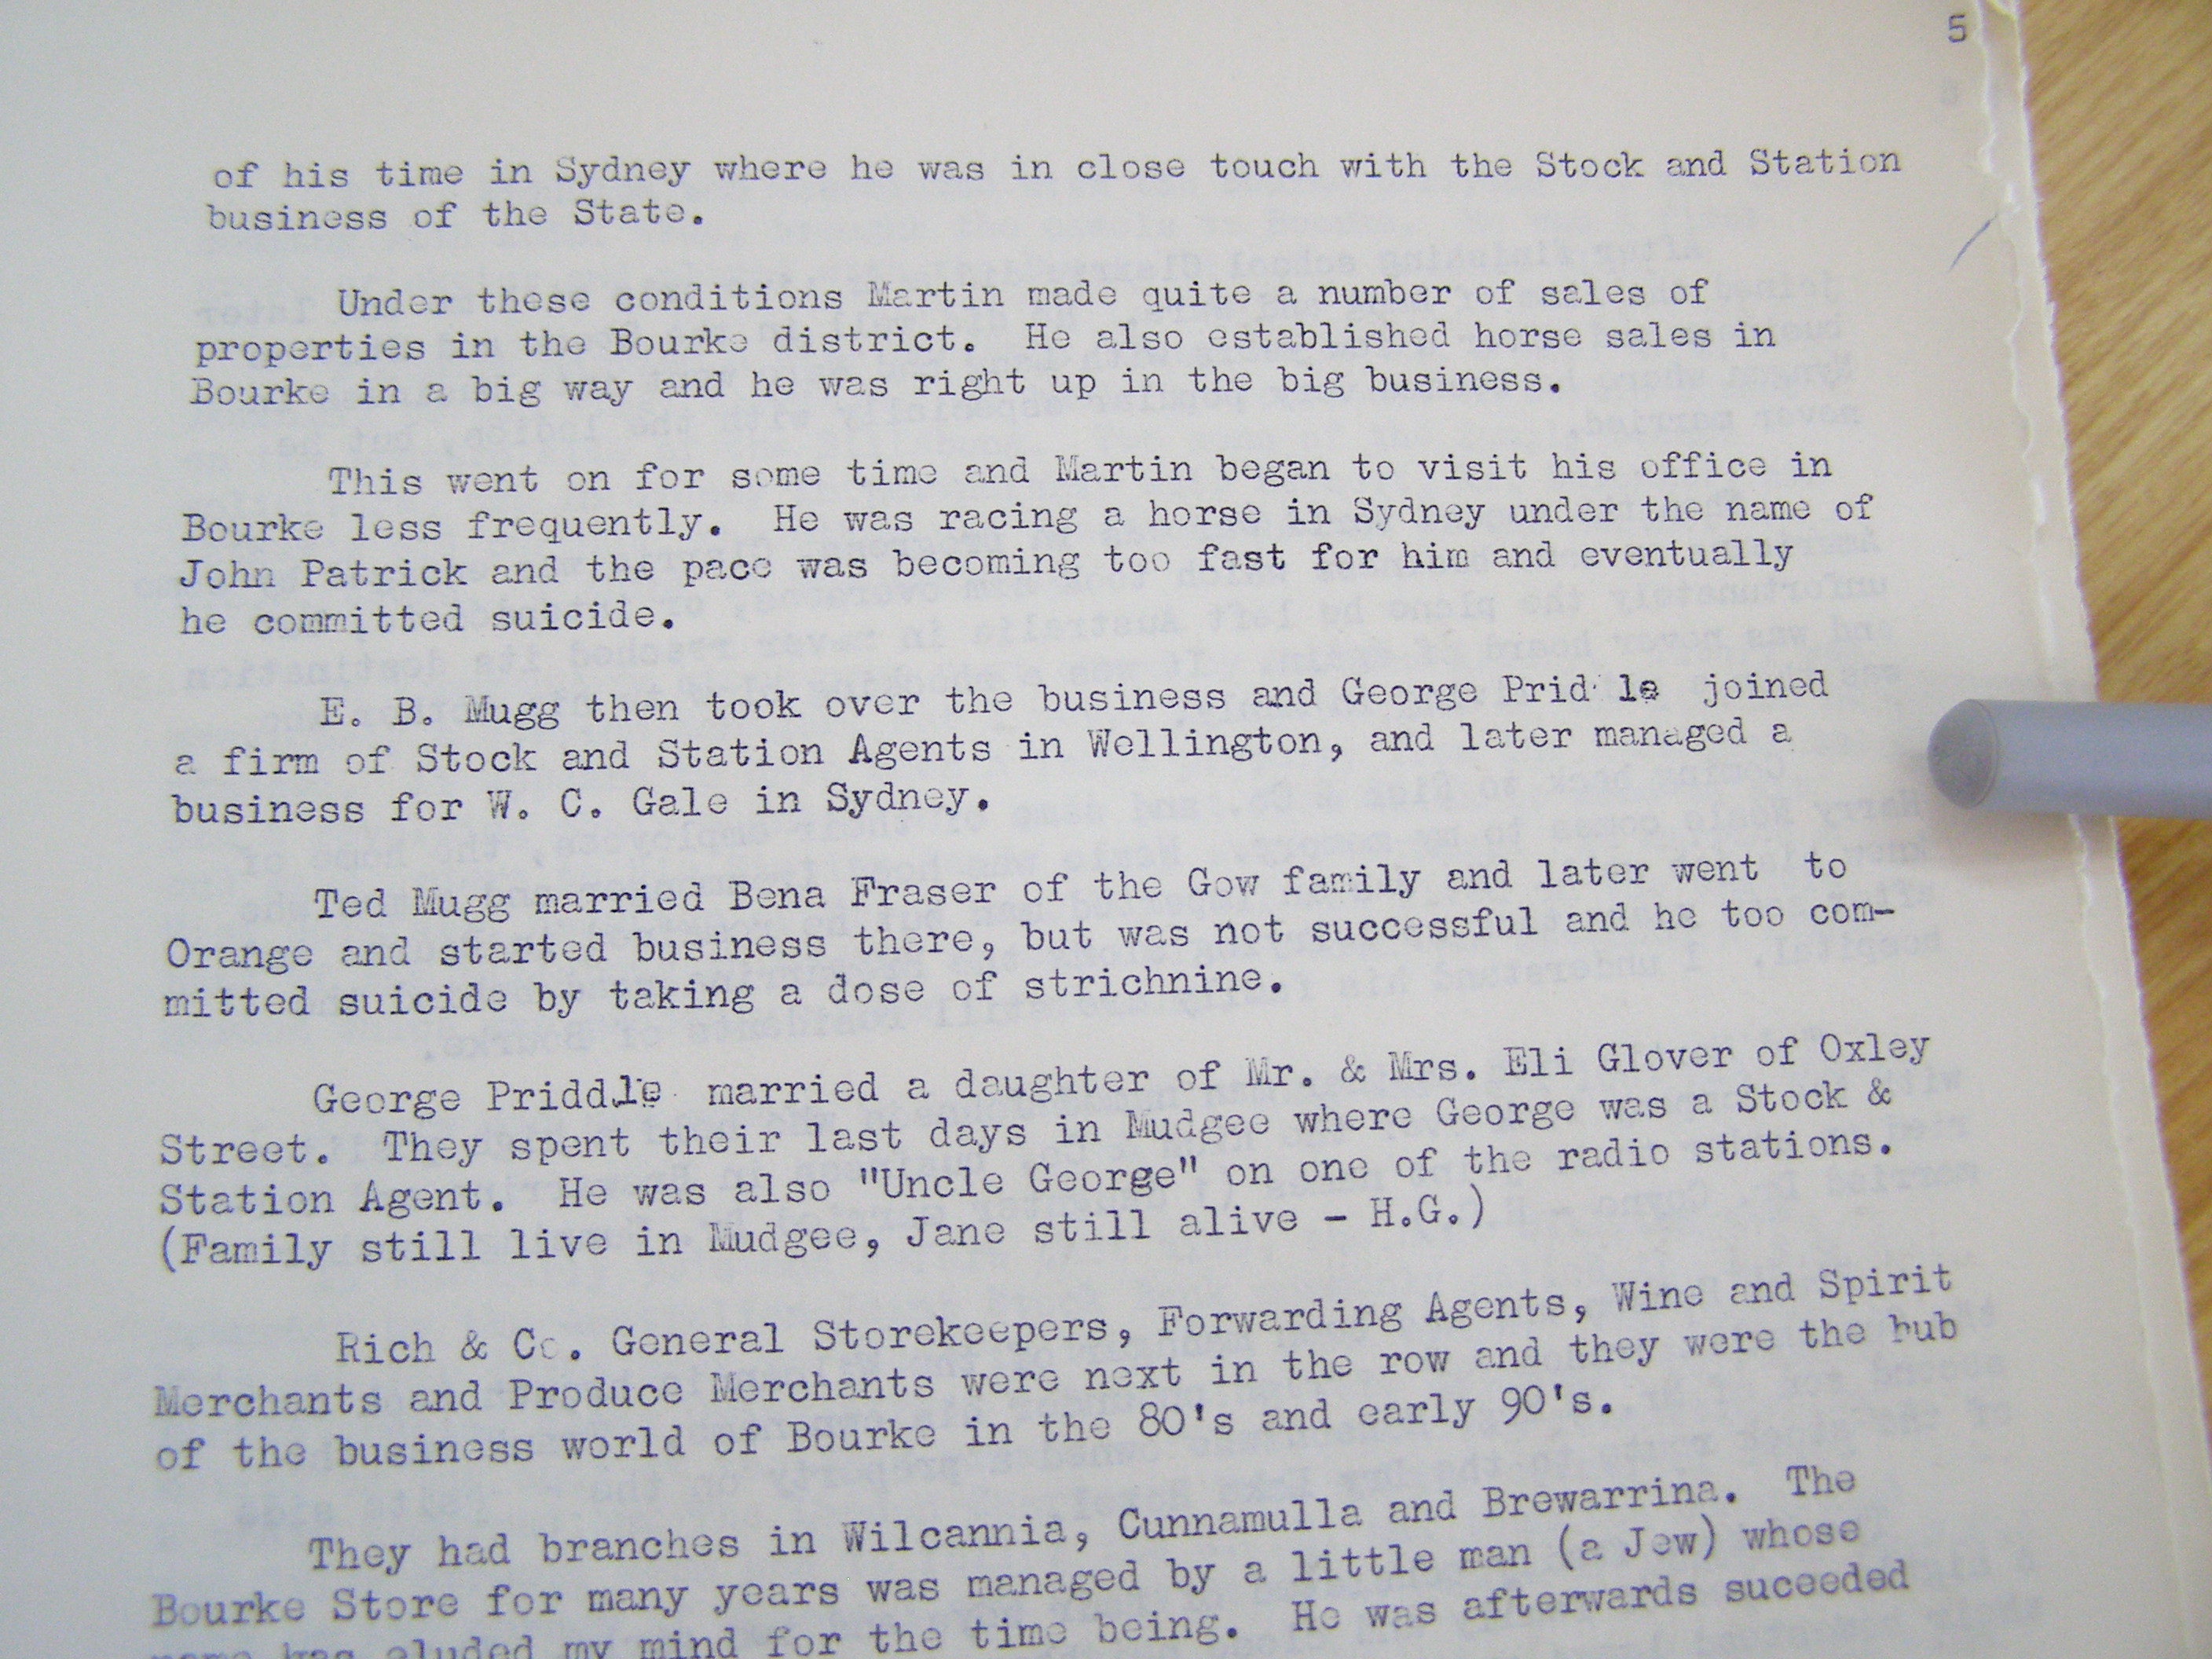 5
of his time in Sydney where he was in close touch with the Stock and Station
business of the State.
Under these conditions Martin made quite a number of sales of
properties in the Bourke district. He also established horse sales in
Bourke in a big way and he was right up in the big business.
This went on for some time and Martin began to visit his office in
Bourke less frequently. He was racing a horse in Sydney under the name of
John Patrick and the pace was becoming too fast for him and eventually
he committed suicide.
E. B. Mugg then took over the business and George Prid le joined
a firm of Stock and Station Agents in Wellington, and later managed a
business for W. C. Gale in Sydney.
Ted Mugg married Bena Fraser of the Gow family and later went to
Orange and started business there, but was not successful and he too com-
mitted suicide by taking a dose of strichnine.
George Priddle married a daughter of Mr. & Mrs. Eli Glover of Oxley
Street. They spent their last days in Mudgee where George was a Stock &
Station Agent. He was also "Uncle George" on one of the radio stations.
(Family still live in Mudgee, Jane still alive - H.G.)
Rich & Co. General Storekeepers, Forwarding Agents, Wine and Spirit
Merchants and Produce Merchants were next in the row and they were the hub
of the business world of Bourke in the 80's and early 90's.
They had branches in Wilcannia, Cunnamulla and Brewarrina. The
Bourke Store for many years was managed by a little man (a Jew) whose
name has eluded my mind for the time being. He was afterwards suceeded